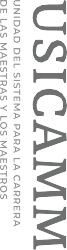 USICAMM
UNIDAD DEL SISTEMA PARA LA CARRERA
DE LAS MAESTRAS Y LOS MAESTROS